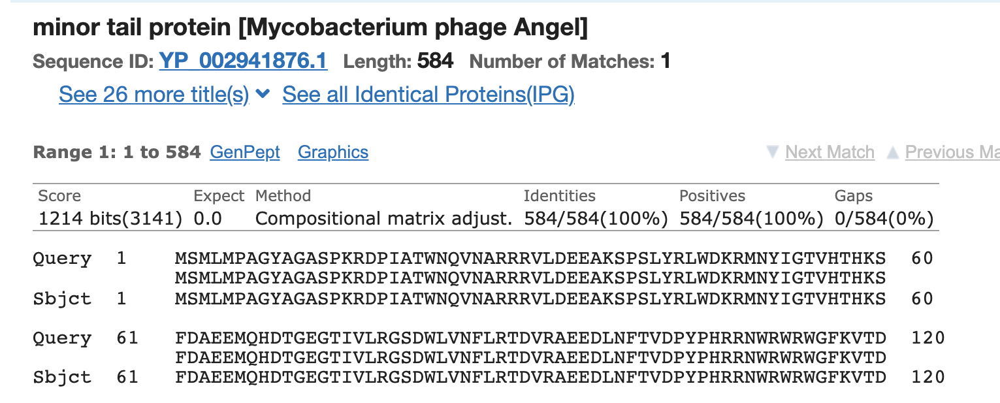 minor tail protein [Mycobacterium phage Angel]
Sequence ID: YP_002941876.1 Length: 584 Number of Matches: 1
See 26 more title(s) See all Identical Proteins(IPG)
Range 1: 1 to 584 GenPept Graphics Next Match Previous Ma
Score Expect Method Identities Positives Gaps
1214 bits(3141) 0.0 Compositional matrix adjust. 584/584(100%) 584/584(100%) 0/584(0%)
Query 1 MSMLMPAGYAGASPKRDPIATWNQVNARRRVLDEEAKSPSLYRLWDKRMNYIGTVHTHKS 60
MSMLMPAGYAGASPKRDPIATWNQVNARRRVLDEEAKSPSLYRLWDKRMNYIGTVHTHKS
Sbjct 1 MSMLMPAGYAGASPKRDPIATWNQVNARRRVLDEEAKSPSLYRLWDKRMNYIGTVHTHKS 60
Query 61 FDAEEMQHDTGEGTIVLRGSDWLVNFLRTDVRAEEDLNFTVDPYPHRRNWRWRWGFKVTD 120
FDAEEMQHDTGEGTIVLRGSDWLVNFLRTDVRAEEDLNFTVDPYPHRRNWRWRWGFKVTD
Sbjct 61 FDAEEMQHDTGEGTIVLRGSDWLVNFLRTDVRAEEDLNFTVDPYPHRRNWRWRWGFKVTD 120